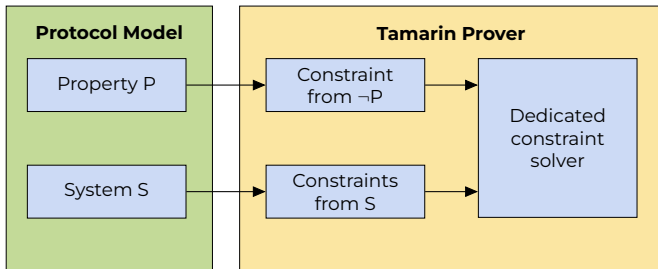 Protocol Model
Tamarin Prover
Property P
Constraint
from ¬P
Dedicated
constraint
solver
System S
Constraints
from S